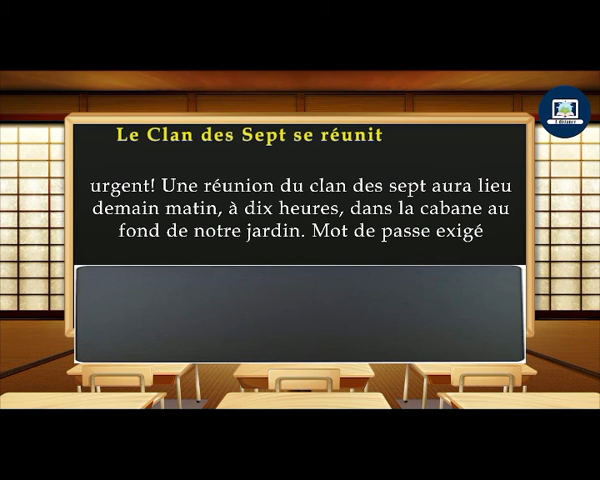 Le Clan des Sept se réunit
urgent! Une réunion du clan des sept aura lieu
demain matin, à dix heures, dans la cabane au
fond de notre jardin. Mot de passe exigé